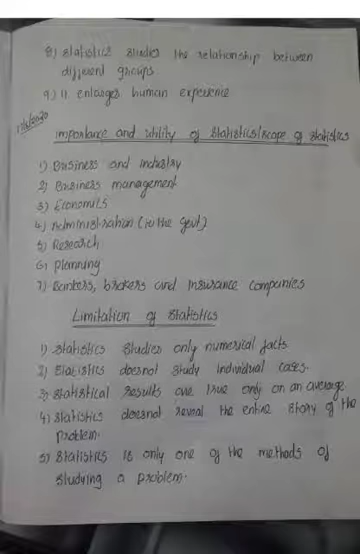 8) Statistics studies the relationship between
different groups
9) It enlarges human experience
Importance and utility of Statistics/scope of statistics
1) Business and industry
2) Business management
3) Economics
4) Administration (to the govt)
5) Research
6) Planning
7) Bankers, brokers and Insurance companies
Limitation of Statistics
1) Statistics studies only numerical facts
2) Statistics doesnot study individual cases.
3) Statistical results are true only on an average.
4) Statistics doesnot reveal the entire story of the
problem.
5) Statistics is only one of the methods of
studying a problem.